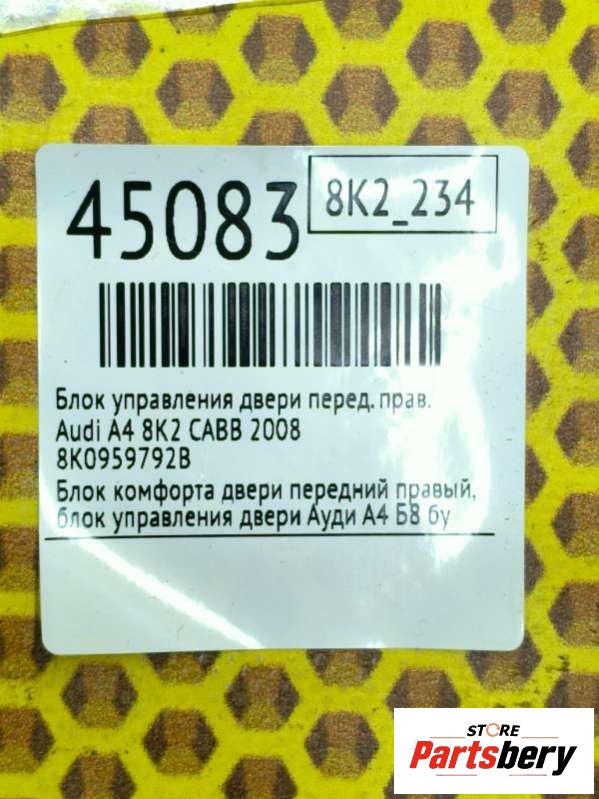 45083
8K2_234
Блок управления двери перед. прав.
Audi A4 8K2 CABB 2008
8K0959792B
Блок комфорта двери передний правый,
блок управления двери Ауди А4 Б8 бу
STORE
Partsbery